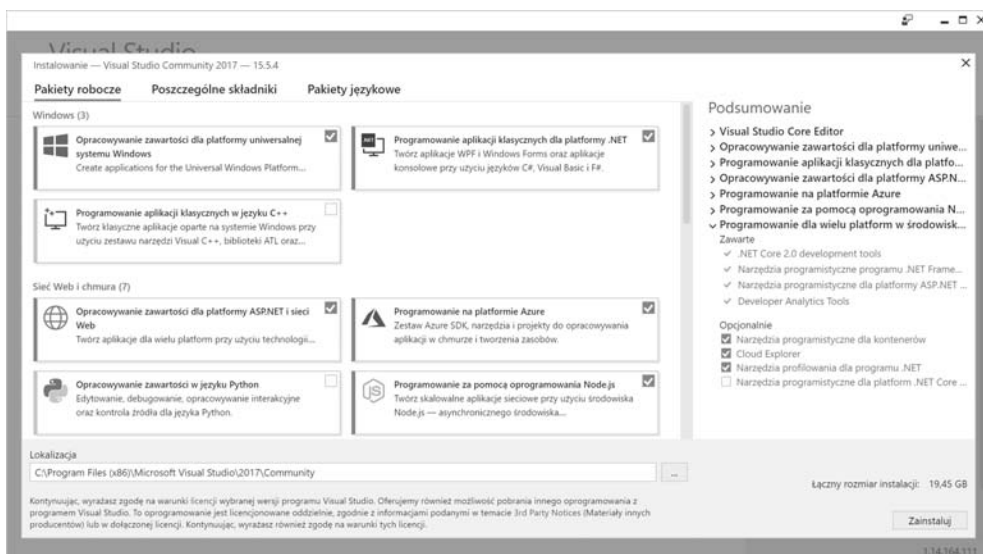 Visual Studio
Instalowanie — Visual Studio Community 2017 — 15.5.4
Pakiety robocze Poszczególne składniki Pakiety językowe
Windows (3)
Opracowywanie zawartości dla platformy uniwersalnej
systemu Windows
Create applications for the Universal Windows Platform...
Programowanie aplikacji klasycznych dla platformy .NET
Twórz aplikacje WPF i Windows Forms oraz aplikacje
konsolowe przy użyciu języków C#, Visual Basic i F#.
Programowanie aplikacji klasycznych w języku C++
Twórz klasyczne aplikacje oparte na systemie Windows przy
użyciu zestawu narzędzi Visual C++, biblioteki ATL oraz...
Sieć Web i chmura (7)
Opracowywanie zawartości dla platformy ASP.NET i sieci
Web
Twórz aplikacje dla wielu platform przy użyciu technologii...
Programowanie na platformie Azure
Zestaw Azure SDK, narzędzia i projekty do opracowywania
aplikacji w chmurze i tworzenia zasobów.
Opracowywanie zawartości w języku Python
Edytowanie, debugowanie, opracowywanie interakcyjne
oraz kontrola źródła dla języka Python.
Programowanie za pomocą oprogramowania Node.js
Twórz skalowalne aplikacje sieciowe przy użyciu środowiska
Node.js — asynchronicznego środowiska...
Podsumowanie
Visual Studio Core Editor
Opracowywanie zawartości dla platformy uniwe...
Programowanie aplikacji klasycznych dla platfo...
Opracowywanie zawartości dla platformy ASP.N...
Programowanie na platformie Azure
Programowanie za pomocą oprogramowania N...
Programowanie dla wielu platform w środowisk...
Zawarte
.NET Core 2.0 development tools
Narzędzia programistyczne programu .NET Frame...
Narzędzia programistyczne dla platformy ASP.NET ...
Developer Analytics Tools
Opcjonalnie
Narzędzia programistyczne dla kontenerów
Cloud Explorer
Narzędzia profilowania dla programu .NET
Narzędzia programistyczne dla platform .NET Core ...
Lokalizacja
C:\Program Files (x86)\Microsoft Visual Studio\2017\Community
...
Łączny rozmiar instalacji: 19,45 GB
Kontynuując, wyrażasz zgodę na warunki licencji wybranej wersji programu Visual Studio. Oferujemy również możliwość pobrania innego oprogramowania z
programem Visual Studio. To oprogramowanie jest licencjonowane oddzielnie, zgodnie z informacjami podanymi w temacie 3rd Party Notices (Materiały innych
producentów) lub w dołączonej licencji. Kontynuując, wyrażasz również zgodę na warunki tych licencji.
Zainstaluj